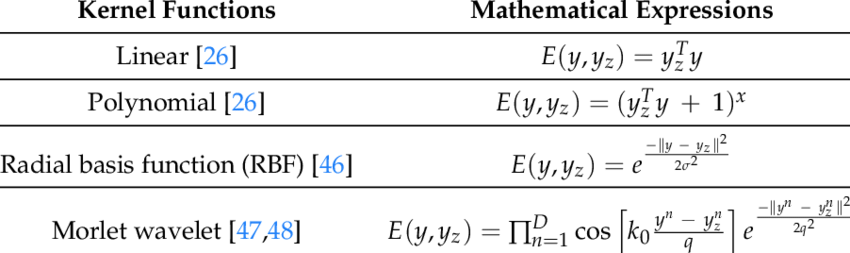 Kernel Functions Mathematical Expressions
Linear [26] $E(y, y_z) = y_z^T y$
Polynomial [26] $E(y, y_z) = (y_z^T y + 1)^x$
Radial basis function (RBF) [46] $E(y, y_z) = e^{\frac{-\|y - y_z\|^2}{2\sigma^2}}$
Morlet wavelet [47,48] $E(y, y_z) = \prod_{n=1}^{D} \cos\left[k_0 \frac{y^n - y_z^n}{q}\right] e^{\frac{-\|y^n - y_z^n\|^2}{2q^2}}$